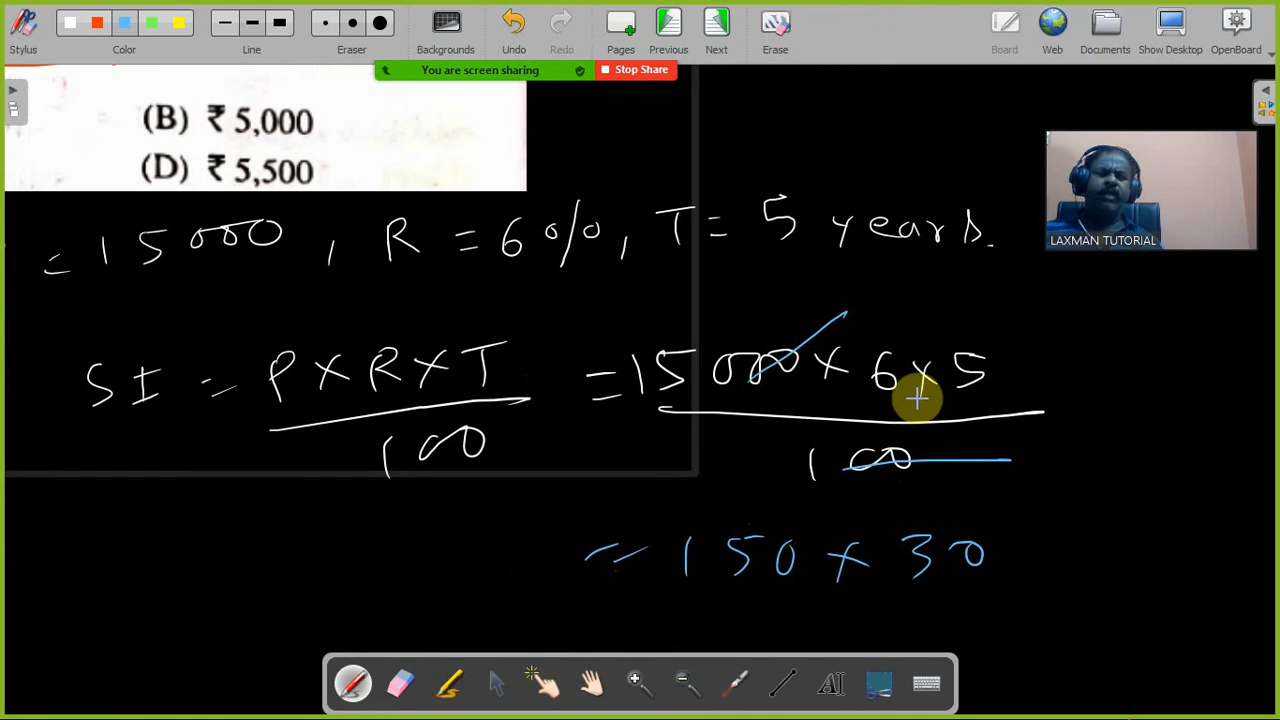 Stylus Color Line Eraser Backgrounds Undo Redo Pages Previous Next Erase Board Web Documents Show Desktop OpenBoard
You are screen sharing Stop Share
(B) ₹ 5,000
(D) ₹ 5,500
LAXMAN TUTORIAL
= 15000, R = 6%, T = 5 years.
SI = P×R×T = 15000 × 6×5
100 100
= 150 × 30
AI